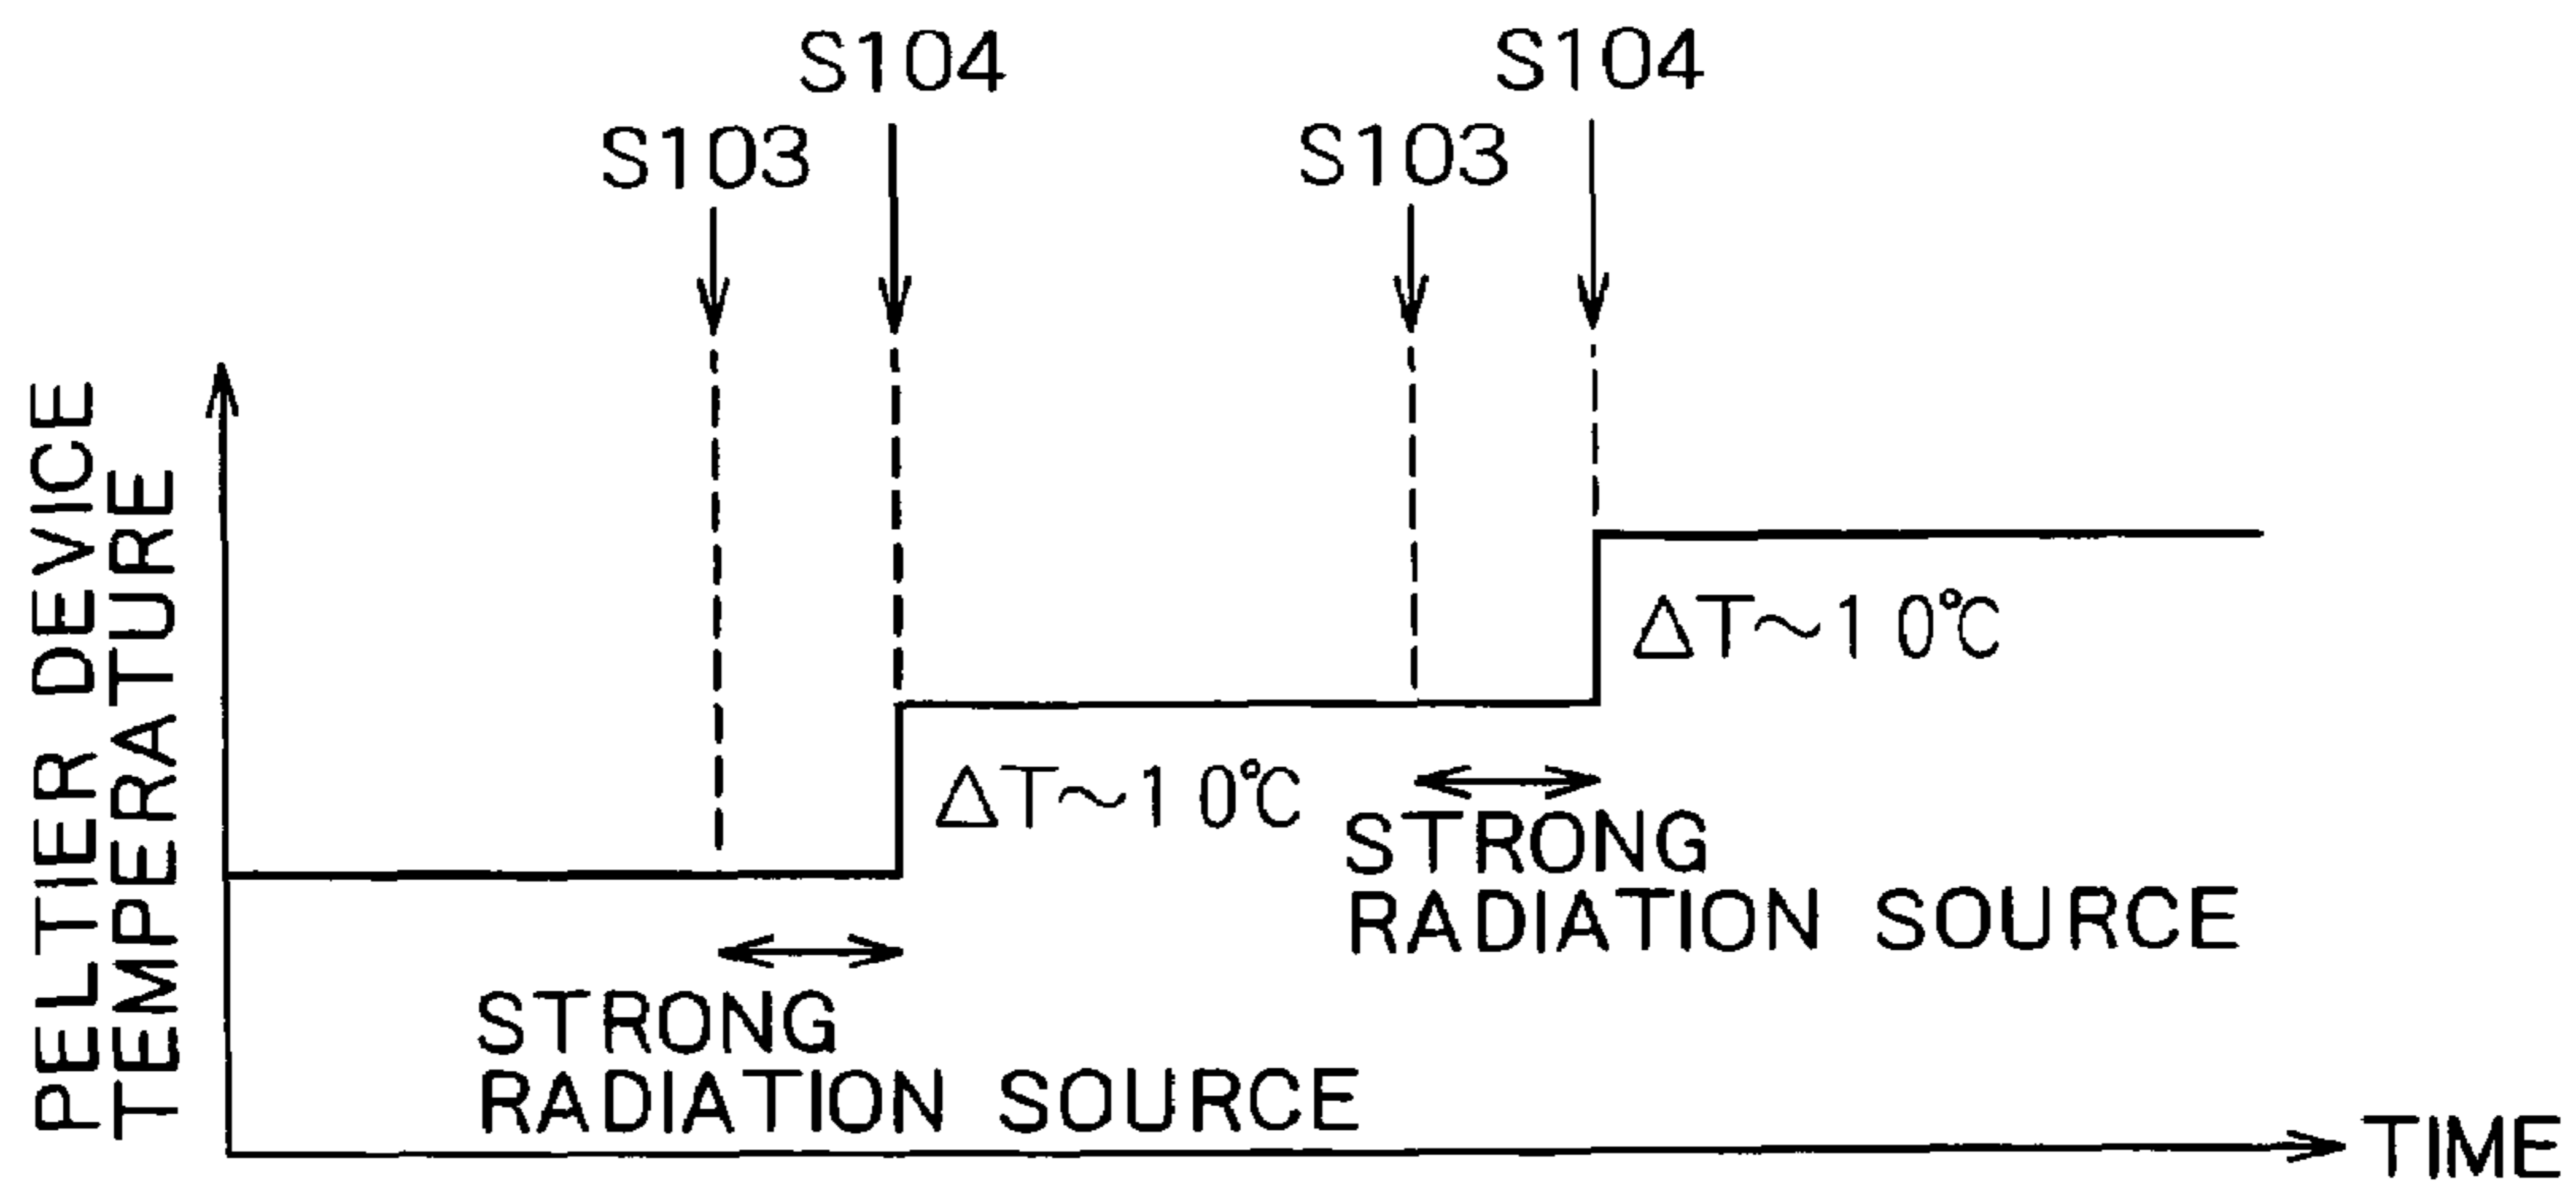 S104
S104
S103
S103
PELTIER DEVICE
TEMPERATURE
ΔT~10℃
ΔT~10℃
STRONG
RADIATION SOURCE
STRONG
RADIATION SOURCE
TIME